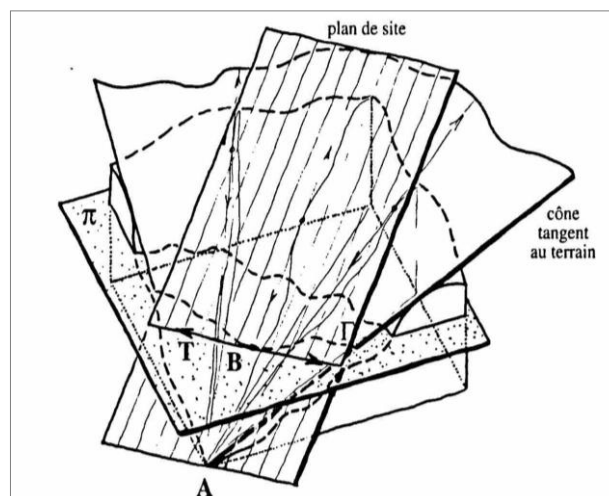 plan de site
π
cône
tangent
au terrain
Γ
T
B
A